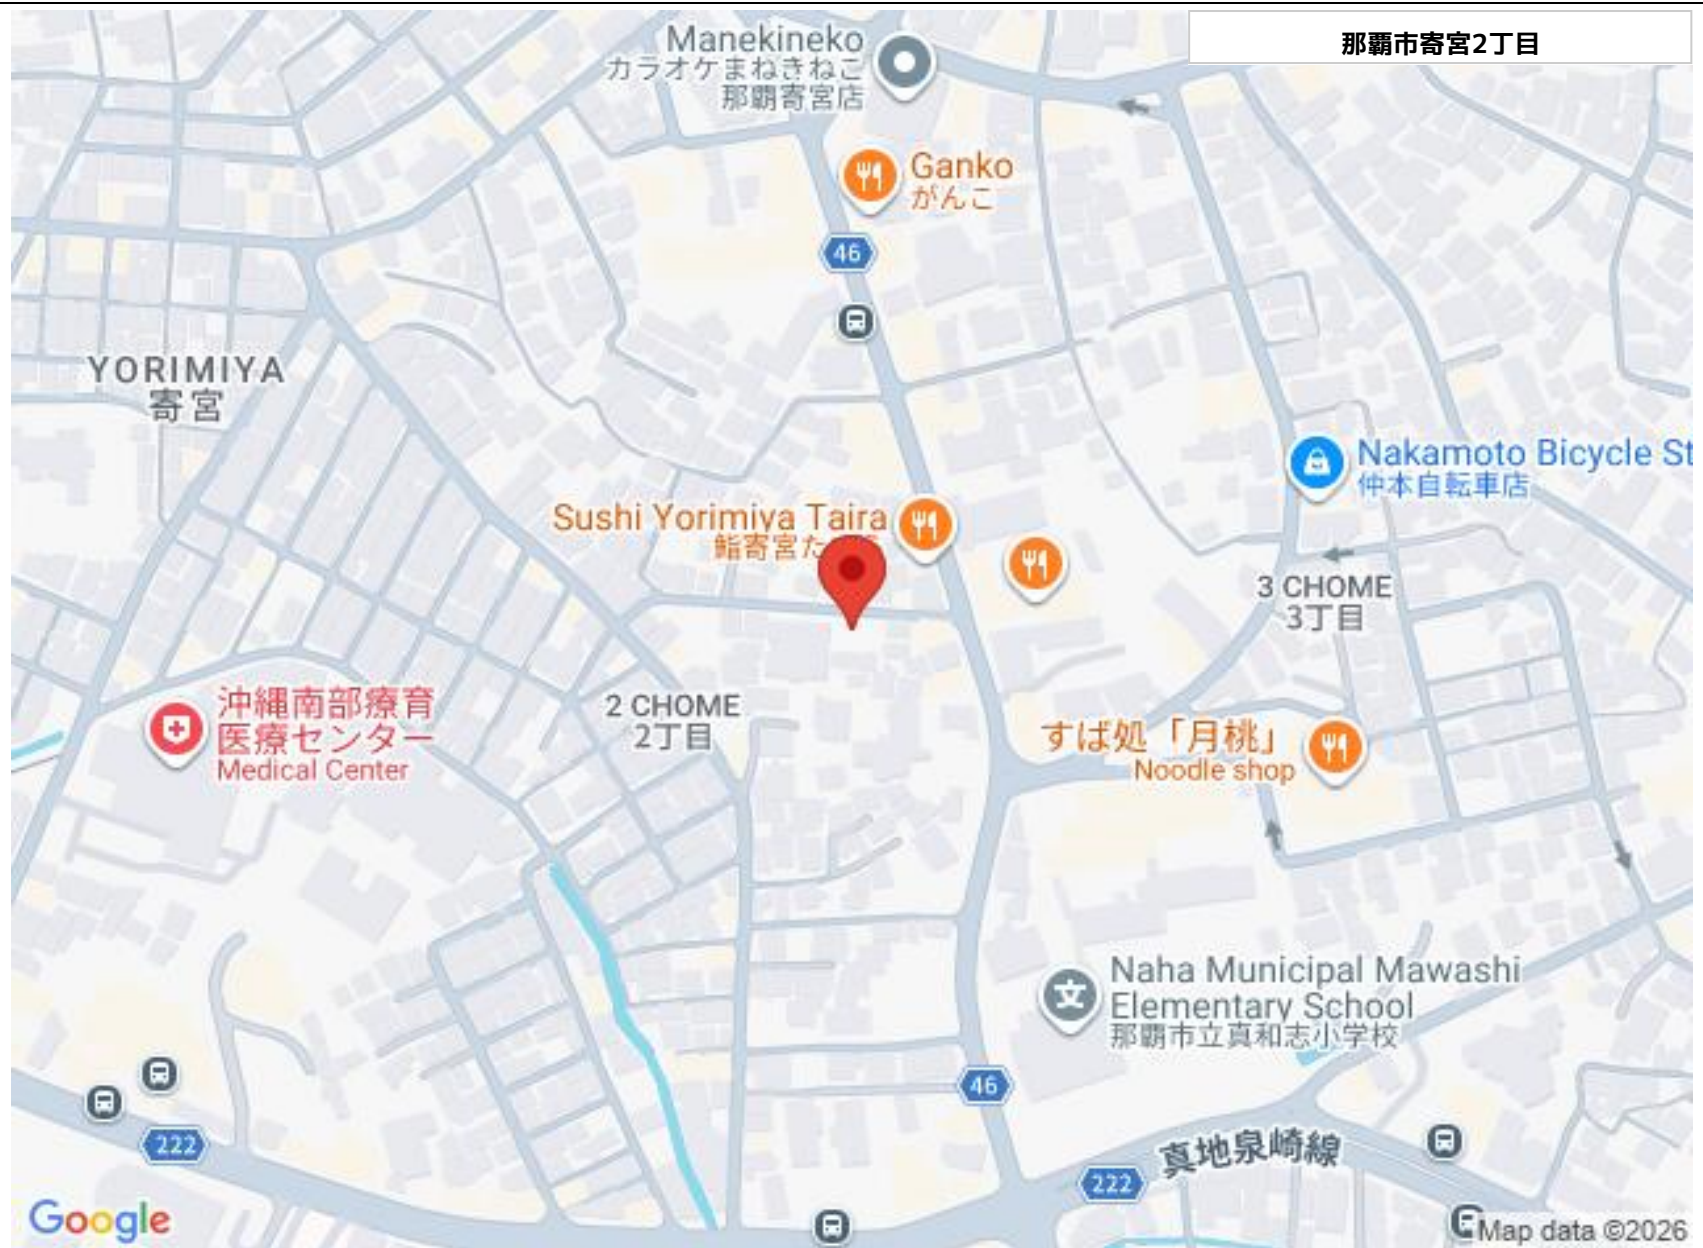 那覇市寄宮2丁目
Manekineko
カラオケまねきねこ
那覇寄宮店
Ganko
がんこ
46
YORIMIYA
寄宮
Nakamoto Bicycle St
仲本自転車店
Sushi Yorimiya Taira
鮨寄宮た
3 CHOME
3丁目
沖縄南部療育
医療センター
Medical Center
2 CHOME
2丁目
すば処「月桃」
Noodle shop
Naha Municipal Mawashi
Elementary School
那覇市立真和志小学校
46
222
真地泉崎線
222
Google
Map data ©2026